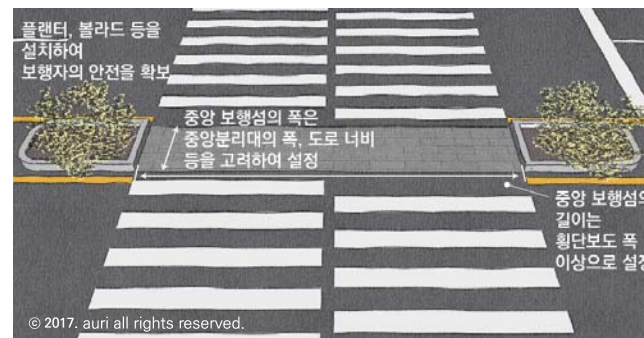 플랜터, 볼라드 등을
설치하여
보행자의 안전을 확보
중앙 보행섬의 폭은
중앙분리대의 폭, 도로 너비
등을 고려하여 설정
중앙 보행섬의
길이는
횡단보도 폭
이상으로 설정
© 2017. auri all rights reserved.